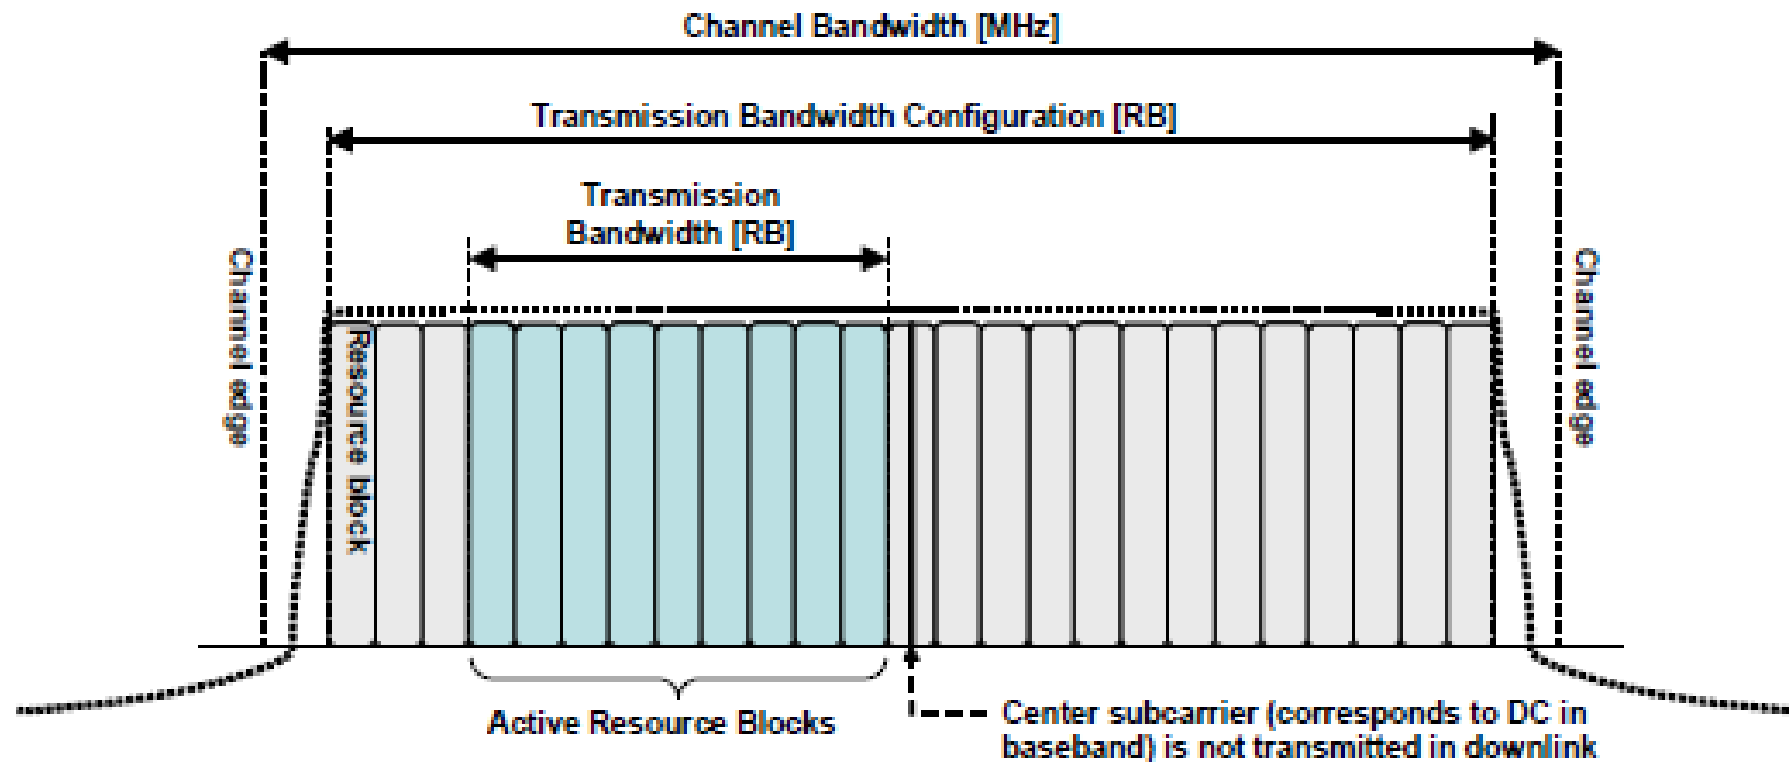 Channel Bandwidth [MHz]
Transmission Bandwidth Configuration [RB]
Transmission
Bandwidth [RB]
Channel edge
Resource block
Channel edge
Active Resource Blocks
Center subcarrier (corresponds to DC in
baseband) is not transmitted in downlink